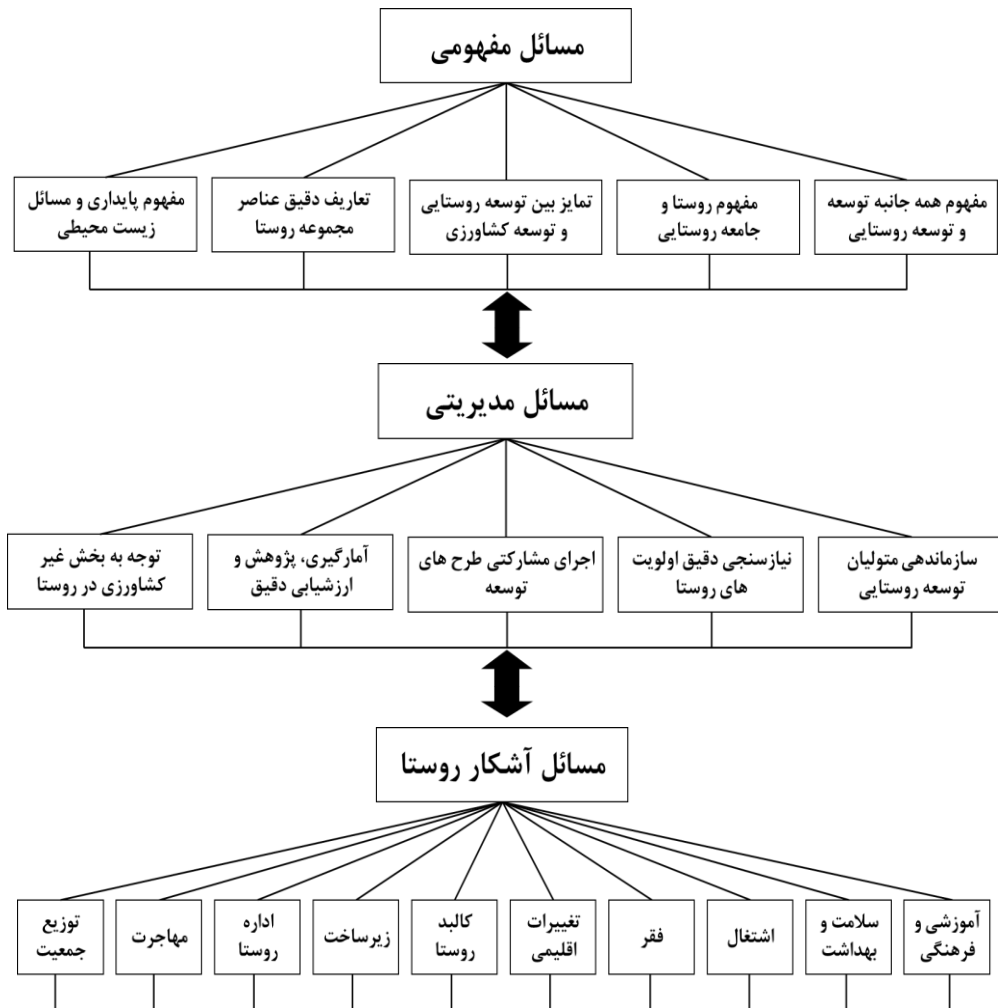 مسائل مفهومی
مفهوم همه جانبه توسعه
و توسعه روستایی
مفهوم روستا و
جامعه روستایی
تمایز بین توسعه روستایی
و توسعه کشاورزی
تعاریف دقیق عناصر
مجموعه روستا
مفهوم پایداری و مسائل
زیست محیطی
مسائل مدیریتی
سازماندهی متولیان
توسعه روستایی
نیازسنجی دقیق اولویت
های روستا
اجرای مشارکتی طرح های
توسعه
آمارگیری، پژوهش و
ارزشیابی دقیق
توجه به بخش غیر
کشاورزی در روستا
مسائل آشکار روستا
آموزشی و
فرهنگی
سلامت و
بهداشت
اشتغال
فقر
تغییرات
اقلیمی
کالبد
روستا
زیرساخت
اداره
روستا
مهاجرت
توزیع
جمعیت